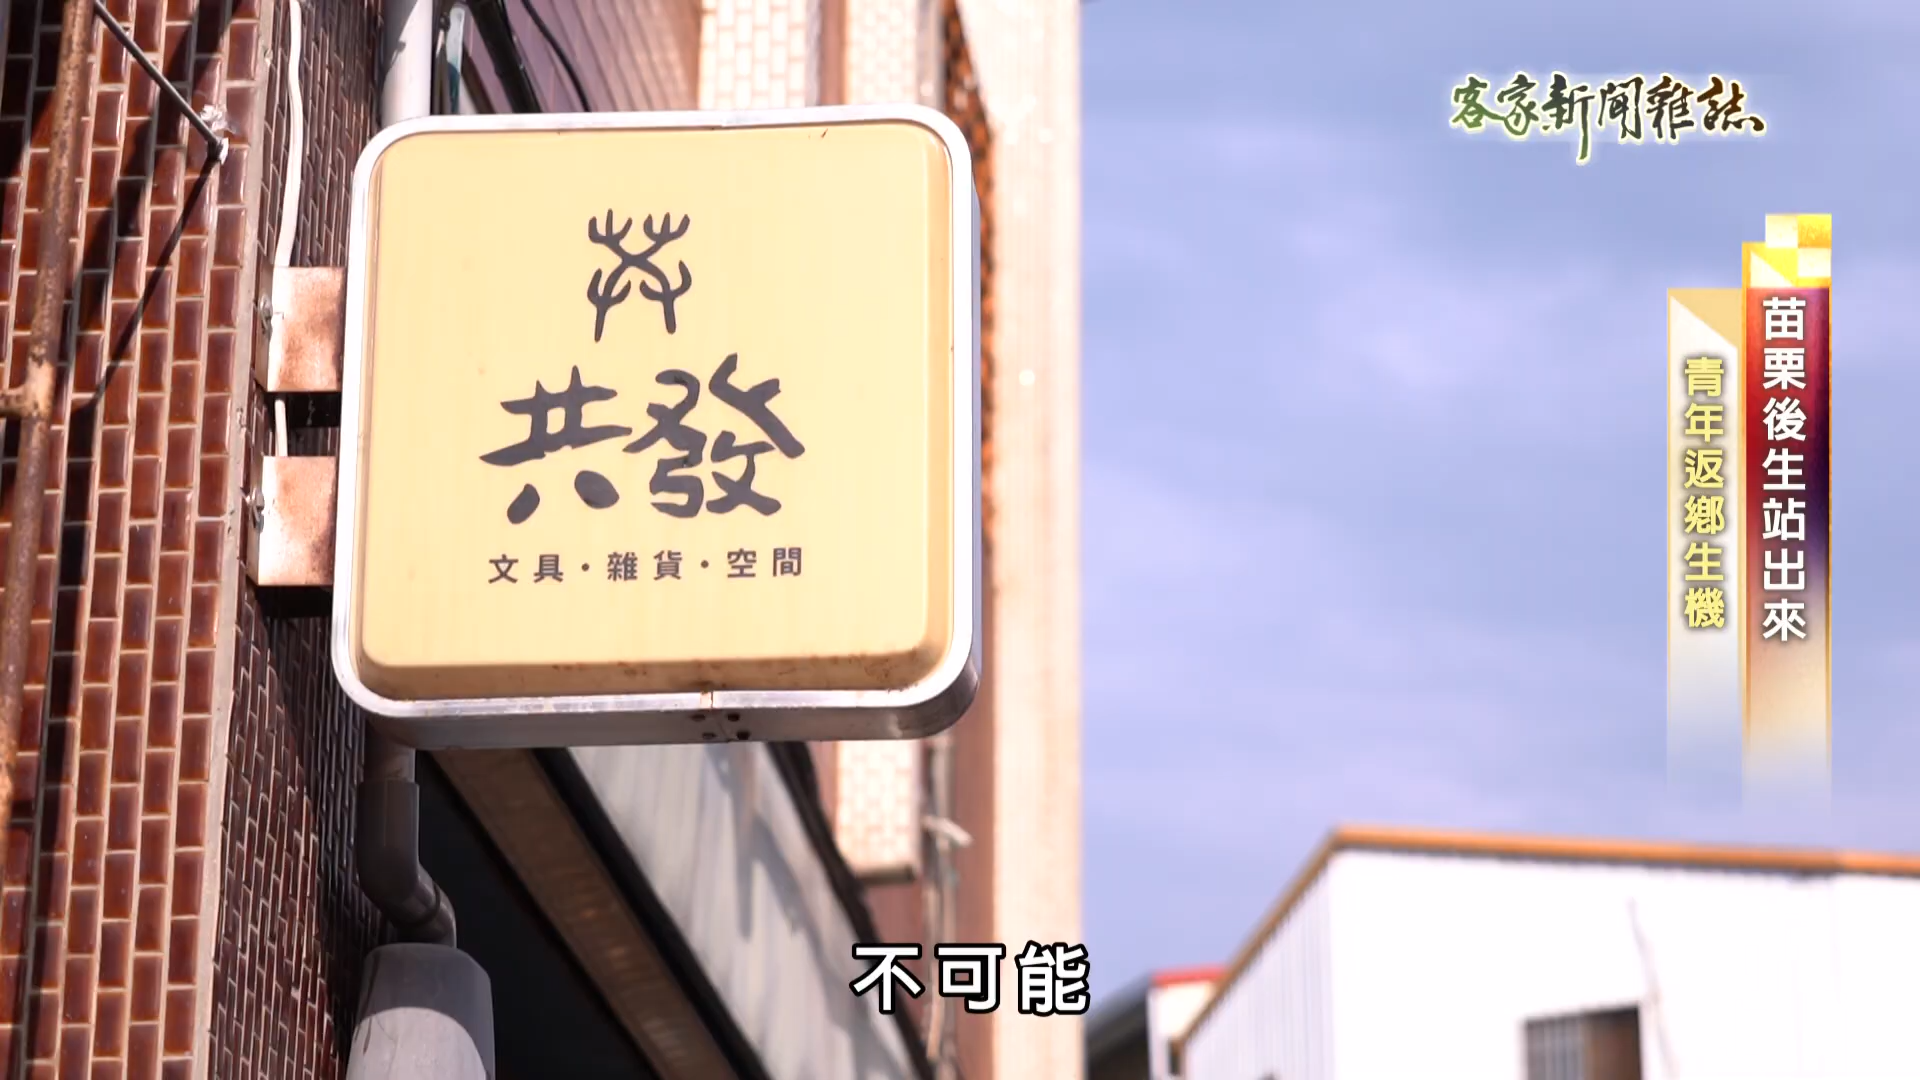 客家新聞雜誌
苗栗後生站出來
青年返鄉生機
共發
文具·雜貨·空間
不可能